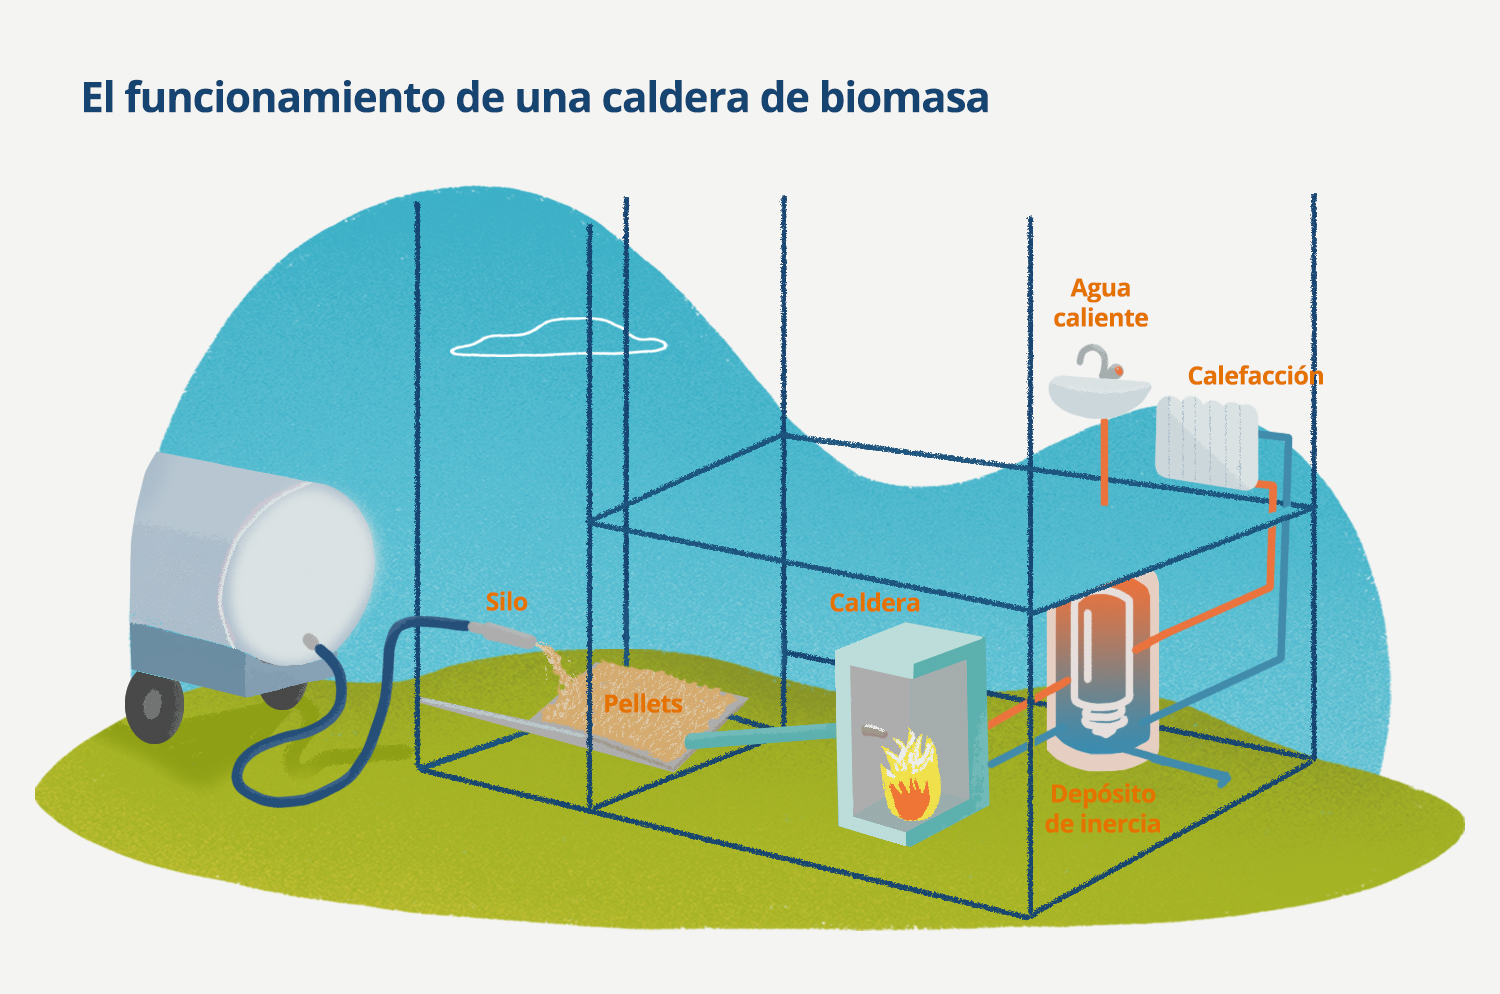 El funcionamiento de una caldera de biomasa
Agua
caliente
Calefacción
Silo
Caldera
Pellets
Depósito
de inercia